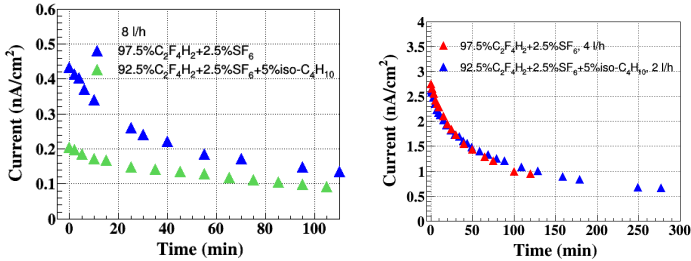 0.6
0.5
0.4
0.3
0.2
0.1
0
Current (nA/cm²)
8 l/h
97.5%C₂F₄H₂+2.5%SF₆
92.5%C₂F₄H₂+2.5%SF₆+5%iso-C₄H₁₀
0 20 40 60 80 100
Time (min)
4
3.5
3
2.5
2
1.5
1
0.5
0
Current (nA/cm²)
97.5%C₂F₄H₂+2.5%SF₆, 4 l/h
92.5%C₂F₄H₂+2.5%SF₆+5%iso-C₄H₁₀, 2 l/h
0 50 100 150 200 250 300
Time (min)